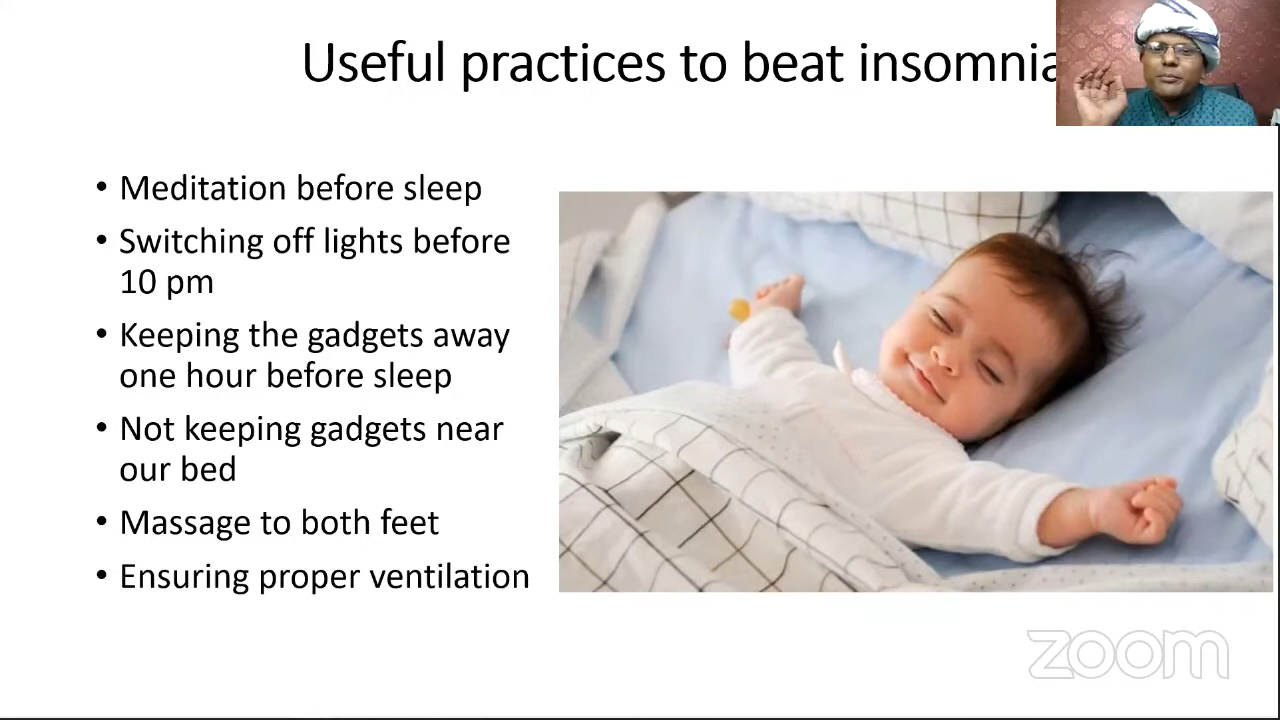 Useful practices to beat insomnia
• Meditation before sleep
• Switching off lights before
10 pm
• Keeping the gadgets away
one hour before sleep
• Not keeping gadgets near
our bed
• Massage to both feet
• Ensuring proper ventilation
zoom